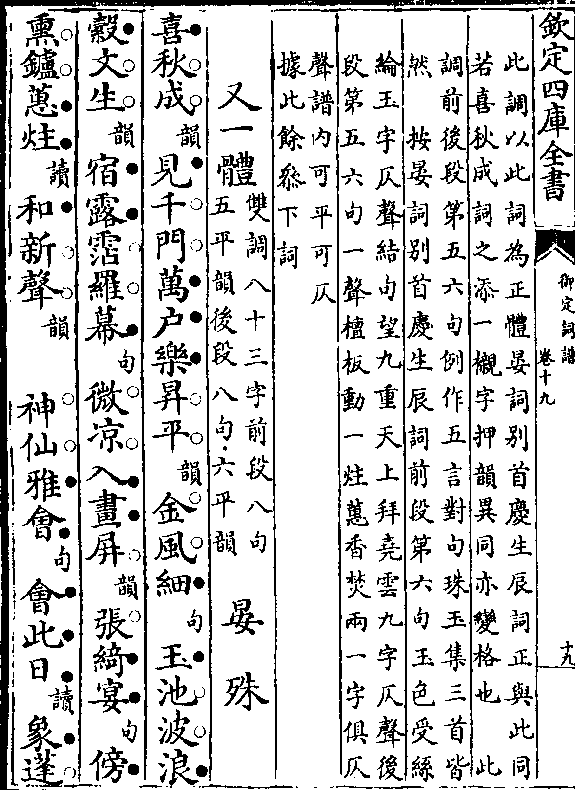 欽定四庫全書
御定詞譜
卷十九
十九
此調以此詞為正體晏詞別首慶生辰詞正與此同
若喜秋成詞之添一襯字押韻異同亦變格也　此
調前後段第五六句例作五言對句珠玉集三首皆
然　按晏詞別首慶生辰詞前段第六句玉色受絲
綸玉字仄聲結句望九重天上拜堯雲九字仄聲後
段第五六句一聲檀板動一炷蕙香焚兩一字俱仄
聲譜內可平可仄
據此餘叅下詞
又一體
雙調八十三字前段八句
五平韻後段八句六平韻
晏殊
喜秋成韻見千門萬户樂昇平韻金風細句玉池波浪
縠文生韻宿露霑羅幕句微凉入畫屏韻張綺宴句傍
熏鑪蕙炷讀和新聲韻　神仙雅會句會此日讀象蓬